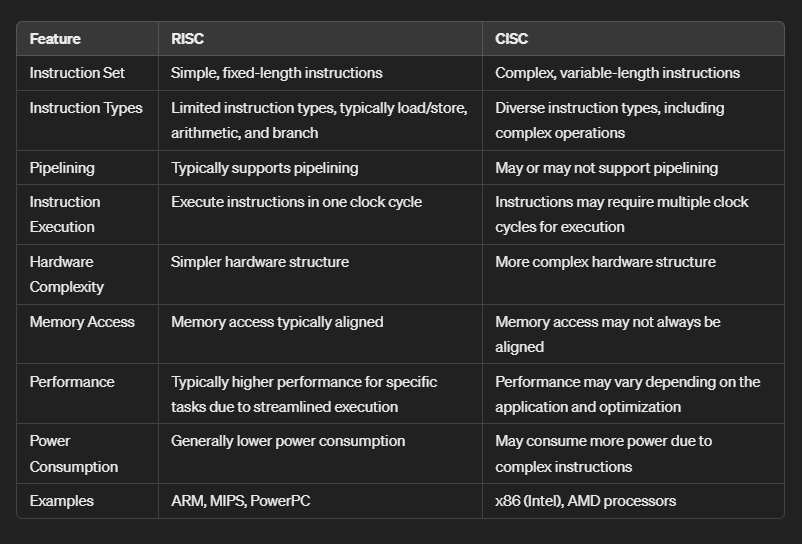 Feature RISC CISC
Instruction Set Simple, fixed-length instructions Complex, variable-length instructions
Instruction Types Limited instruction types, typically load/store, Diverse instruction types, including
arithmetic, and branch complex operations
Pipelining Typically supports pipelining May or may not support pipelining
Instruction Execute instructions in one clock cycle Instructions may require multiple clock
Execution cycles for execution
Hardware Simpler hardware structure More complex hardware structure
Complexity
Memory Access Memory access typically aligned Memory access may not always be
aligned
Performance Typically higher performance for specific Performance may vary depending on the
tasks due to streamlined execution application and optimization
Power Generally lower power consumption May consume more power due to
Consumption complex instructions
Examples ARM, MIPS, PowerPC x86 (Intel), AMD processors